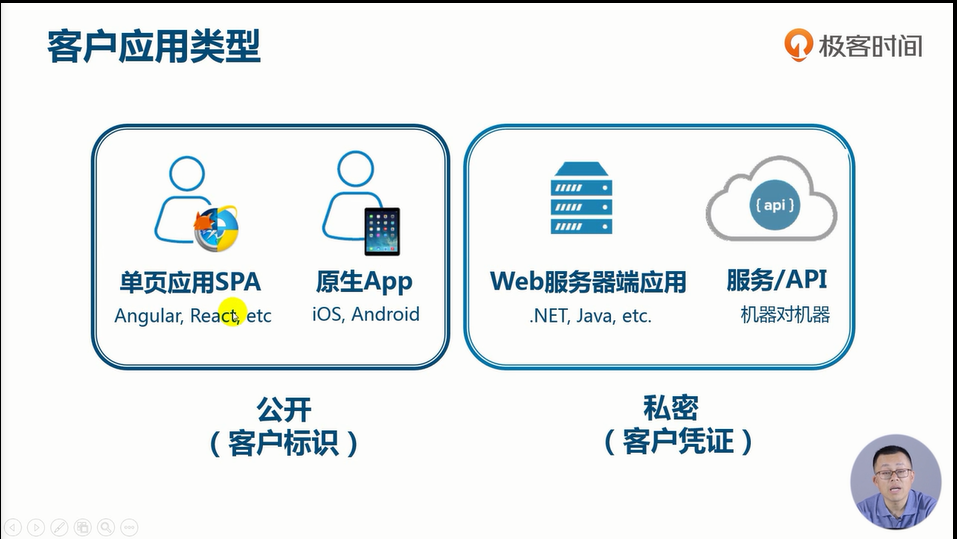 客户应用类型
极客时间
{ api }
单页应用SPA
Angular, React, etc
原生App
iOS, Android
Web服务器端应用
.NET, Java, etc.
服务/API
机器对机器
公开
（客户标识）
私密
（客户凭证）